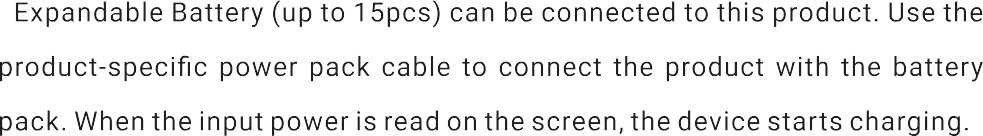 Expandable Battery (up to 15pcs) can be connected to this product. Use the
product-specific power pack cable to connect the product with the battery
pack. When the input power is read on the screen, the device starts charging.